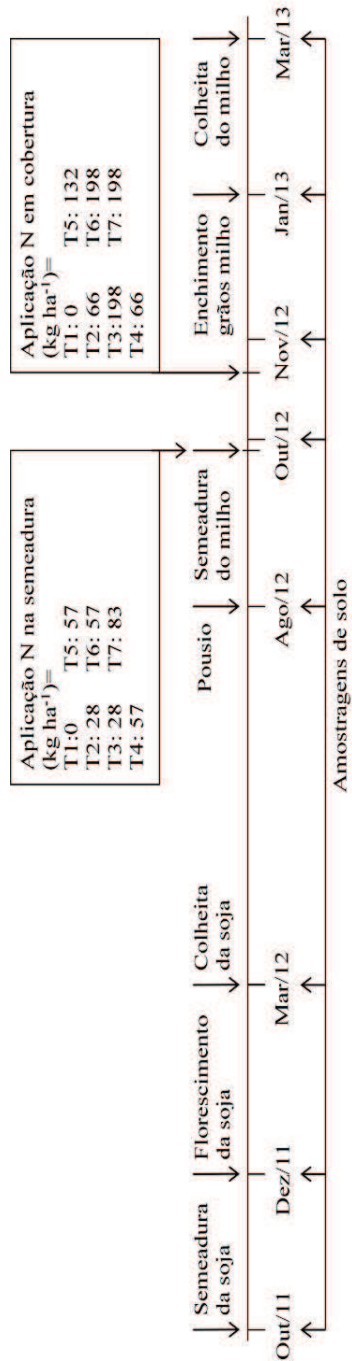 Aplicação N na semeadura
(kg ha-1)=
T1:0 T5: 57
T2: 28 T6: 57
T3: 28 T7: 83
T4: 57
Aplicação N em cobertura
(kg ha-1)=
T1: 0 T5: 132
T2: 66 T6: 198
T3:198 T7: 198
T4: 66
Semeadura
da soja
Florescimento
da soja
Colheita
da soja
Pousio
Semeadura
do milho
Enchimento
grãos milho
Colheita
do milho
Out/11
Dez/11
Mar/12
Ago/12
Out/12
Nov/12
Jan/13
Mar/13
Amostragens de solo